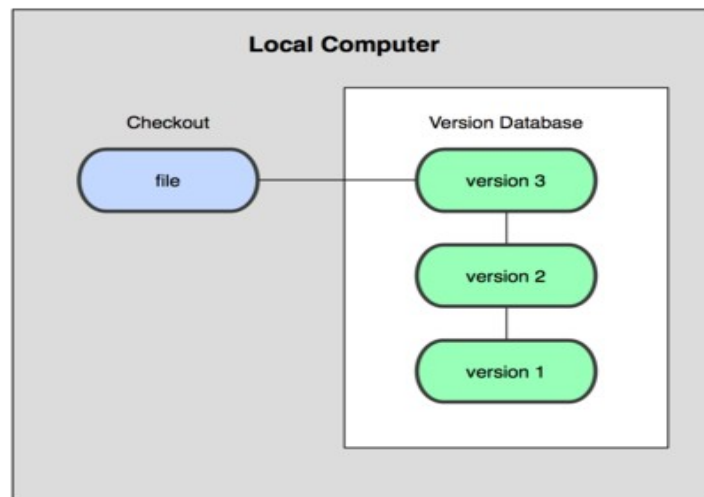 Local Computer
Checkout
Version Database
file
version 3
version 2
version 1